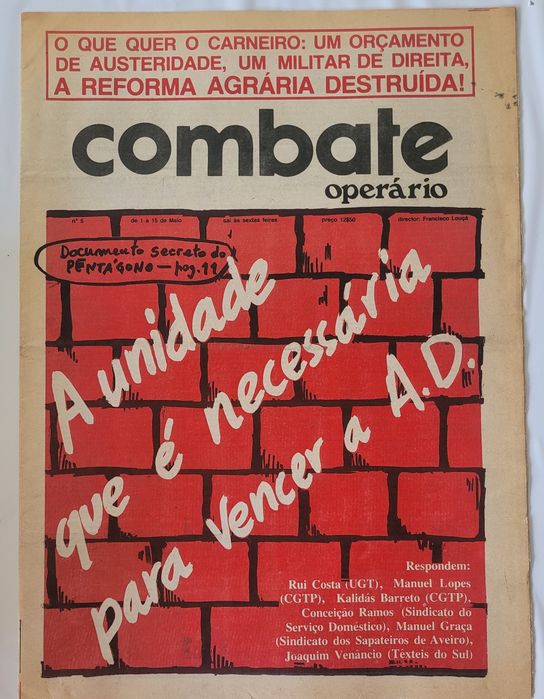 O QUE QUER O CARNEIRO: UM ORÇAMENTO
DE AUSTERIDADE, UM MILITAR DE DIREITA,
A REFORMA AGRÁRIA DESTRUÍDA!
combate
operário
nº 5 de 1 a 15 de Maio sai às sextas feiras preço 12$50 director: Francisco Louçã
Documento secreto do
PENTÁGONO — pag. 11
A unidade
que é necessária
para vencer a A.D.
Respondem:
Rui Costa (UGT), Manuel Lopes
(CGTP), Kalidás Barreto (CGTP),
Conceição Ramos (Sindicato do
Serviço Doméstico), Manuel Graça
(Sindicato dos Sapateiros de Aveiro),
Joaquim Venâncio (Têxteis do Sul)